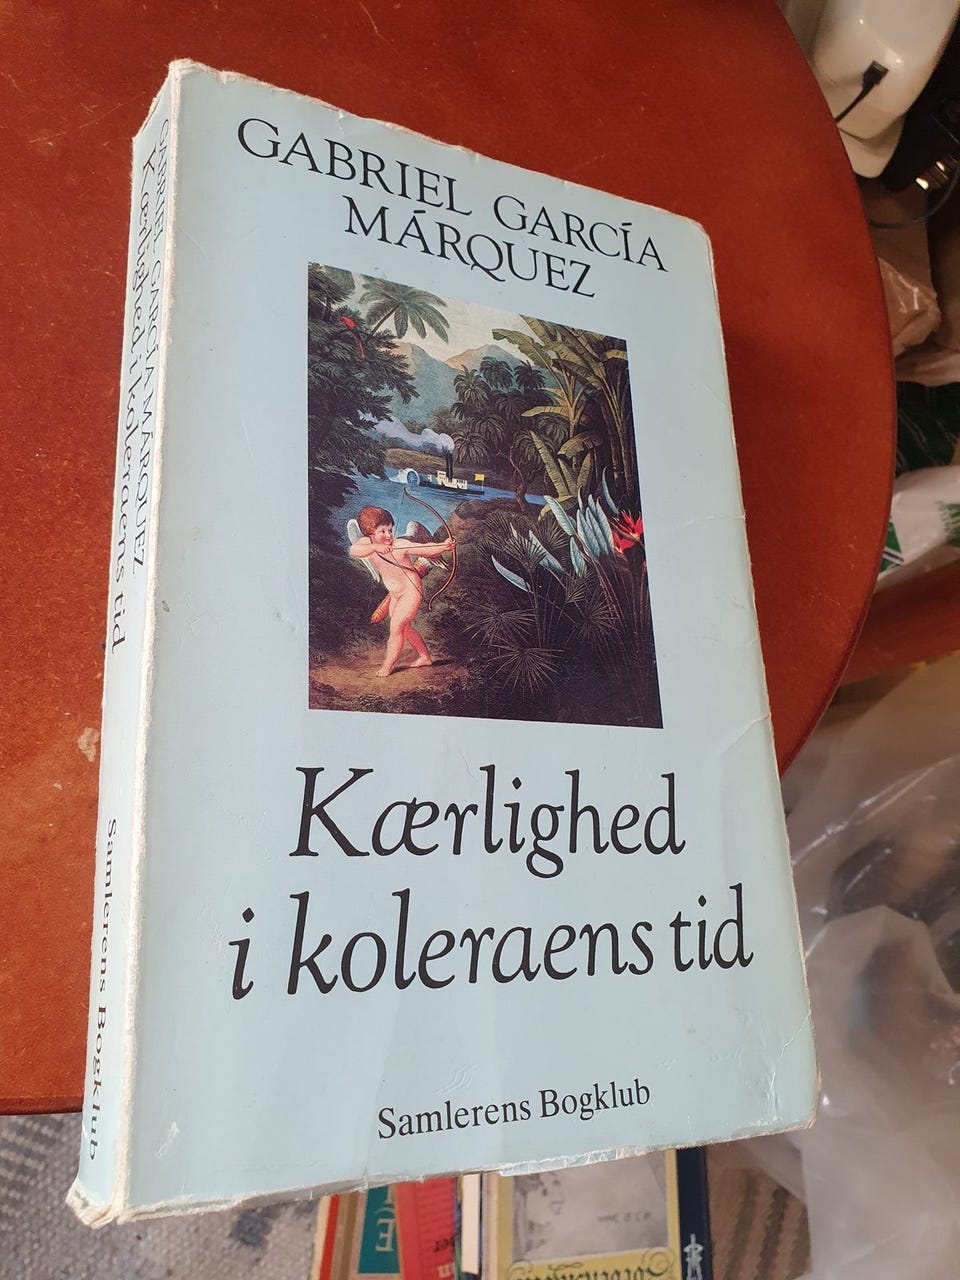 GABRIEL GARCÍA
MÁRQUEZ
Kærlighed
i koleraens tid
Samlerens Bogklub
GABRIEL GARCÍA MÁRQUEZ
Kærlighed i koleraens tid
Samlerens Bogklub